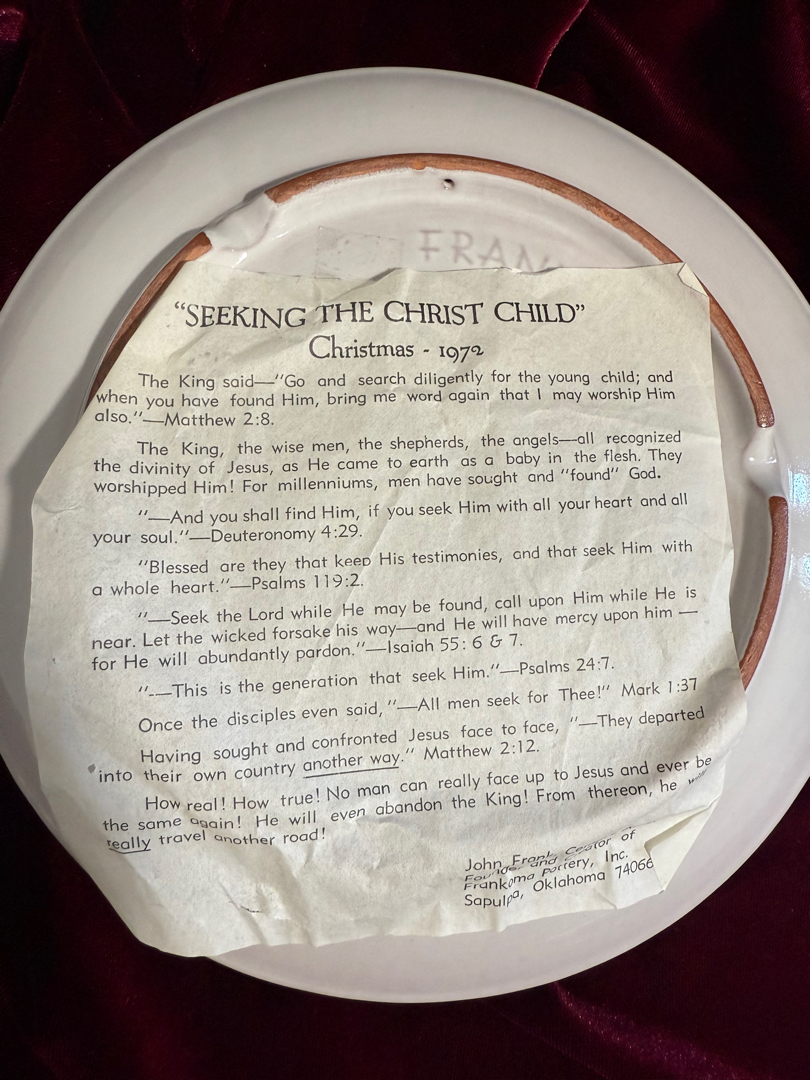 FRAN
"SEEKING THE CHRIST CHILD"
Christmas - 1972
The King said—"Go and search diligently for the young child; and
when you have found Him, bring me word again that I may worship Him
also."—Matthew 2:8.
The King, the wise men, the shepherds, the angels—all recognized
the divinity of Jesus, as He came to earth as a baby in the flesh. They
worshipped Him! For millenniums, men have sought and "found" God.
"—And you shall find Him, if you seek Him with all your heart and all
your soul."—Deuteronomy 4:29.
"Blessed are they that keep His testimonies, and that seek Him with
a whole heart."—Psalms 119:2.
"—Seek the Lord while He may be found, call upon Him while He is
near. Let the wicked forsake his way—and He will have mercy upon him —
for He will abundantly pardon."—Isaiah 55: 6 & 7.
"-—This is the generation that seek Him."—Psalms 24:7.
Once the disciples even said, "—All men seek for Thee!" Mark 1:37
Having sought and confronted Jesus face to face, "—They departed
into their own country another way." Matthew 2:12.
How real! How true! No man can really face up to Jesus and ever be
the same again! He will even abandon the King! From thereon, he
really travel another road!
John Frank, Creator of
Founder and
Frankoma Pottery, Inc.
Sapulpa, Oklahoma 74066